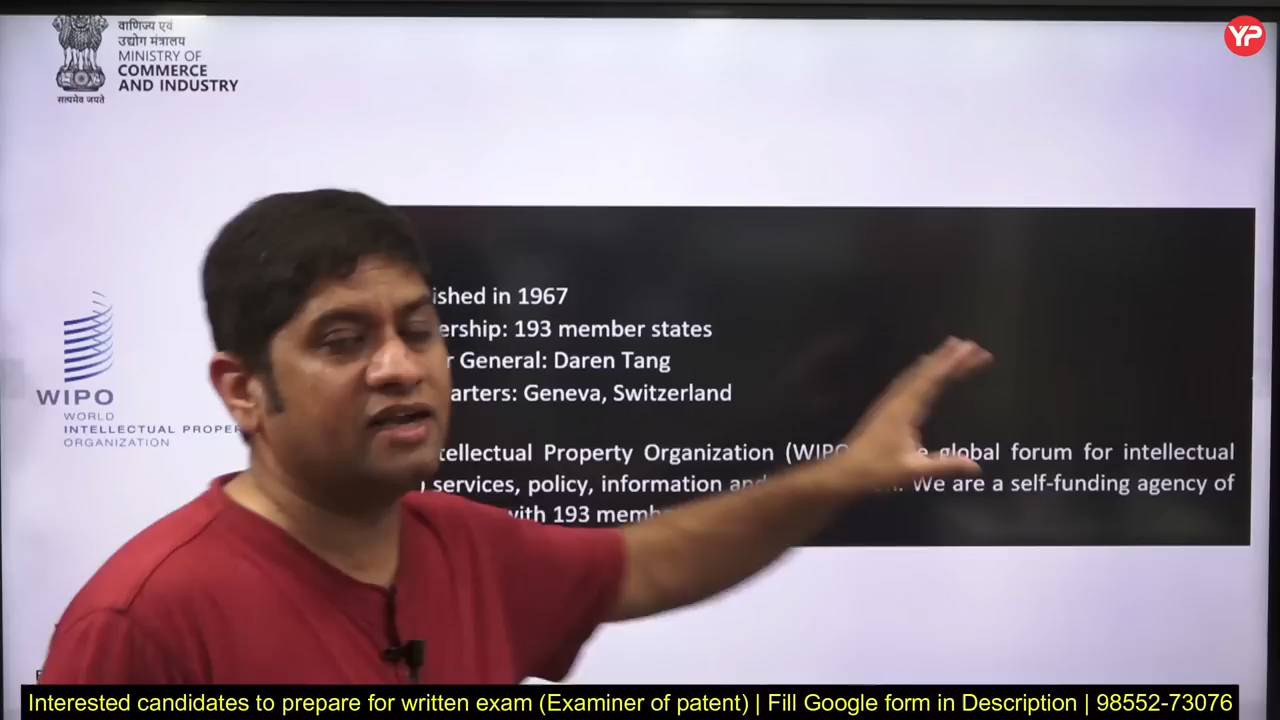 वाणिज्य एवं
उद्योग मंत्रालय
MINISTRY OF
COMMERCE
AND INDUSTRY
सत्यमेव जयते
YP
ished in 1967
ership: 193 member states
r General: Daren Tang
arters: Geneva, Switzerland
WIPO
WORLD
INTELLECTUAL PROPER
ORGANIZATION
tellectual Property Organization (WIPO global forum for intellectual
services, policy, information and We are a self-funding agency of
with 193 memb
Interested candidates to prepare for written exam (Examiner of patent) | Fill Google form in Description | 98552-73076